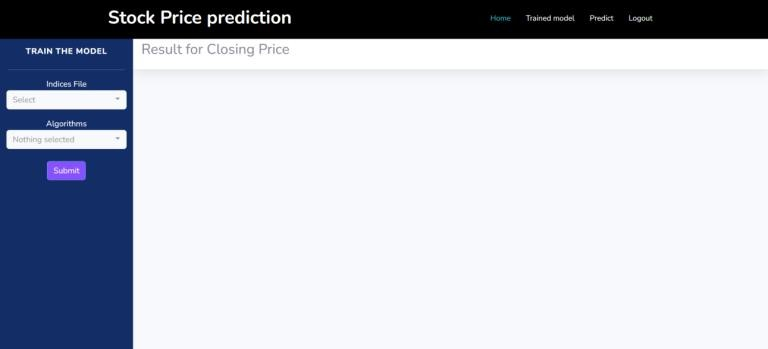 Stock Price prediction
Home Trained model Predict Logout
TRAIN THE MODEL
Result for Closing Price
Indices File
Select
Algorithms
Nothing selected
Submit